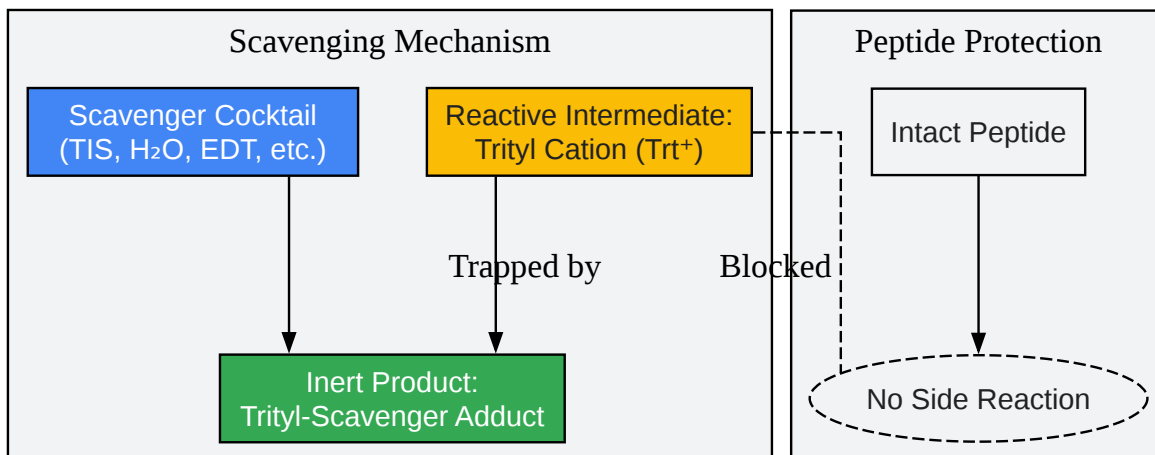 Scavenging Mechanism
Peptide Protection
Scavenger Cocktail
(TIS, H₂O, EDT, etc.)
Reactive Intermediate:
Trityl Cation (Trt⁺)
Intact Peptide
Trapped by
Blocked
Inert Product:
Trityl-Scavenger Adduct
No Side Reaction